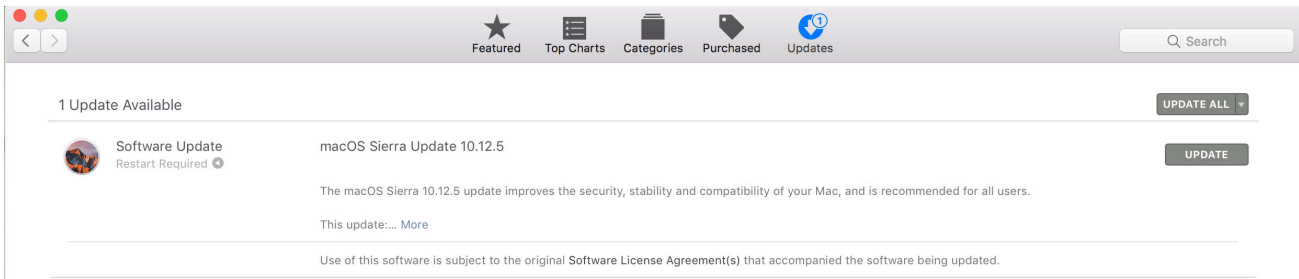 Featured Top Charts Categories Purchased Updates 1
Search
1 Update Available
UPDATE ALL
Software Update
Restart Required
macOS Sierra Update 10.12.5
UPDATE
The macOS Sierra 10.12.5 update improves the security, stability and compatibility of your Mac, and is recommended for all users.
This update:... More
Use of this software is subject to the original Software License Agreement(s) that accompanied the software being updated.